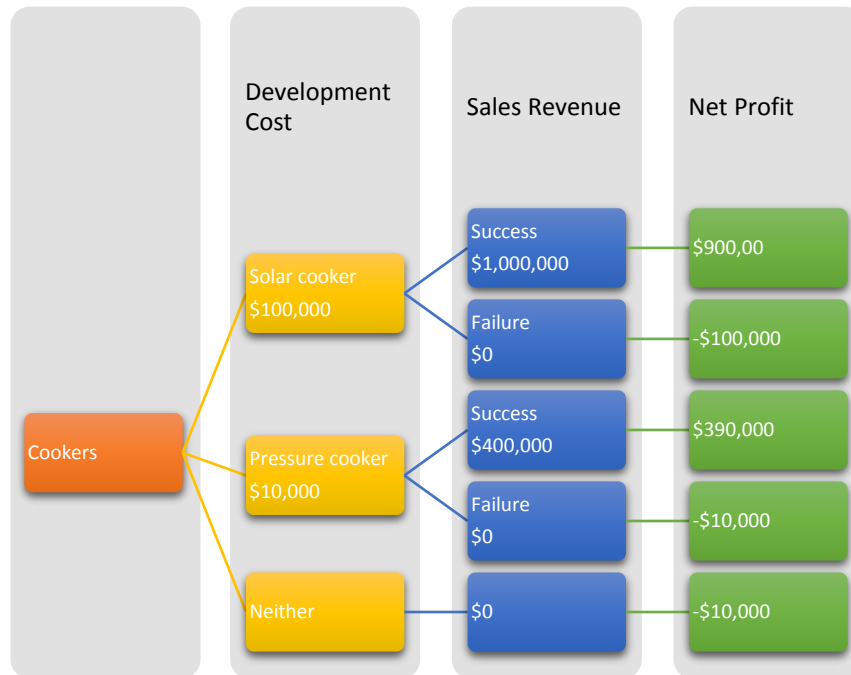 Development
Cost
Sales Revenue
Net Profit
Cookers
Solar cooker
$100,000
Success
$1,000,000
$900,00
Failure
$0
-$100,000
Pressure cooker
$10,000
Success
$400,000
$390,000
Failure
$0
-$10,000
Neither
$0
-$10,000